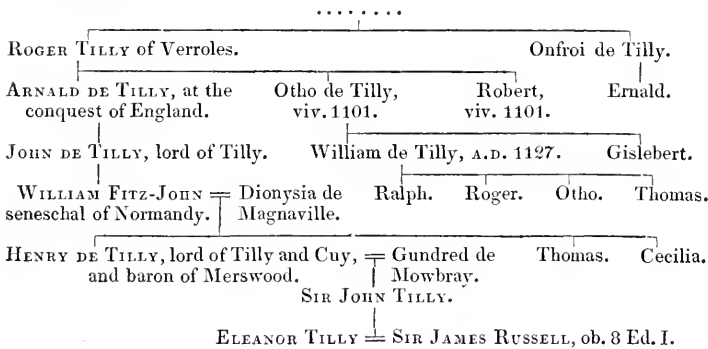 ........
Roger Tilly of Verroles. Onfroi de Tilly.
Arnald de Tilly, at the Otho de Tilly, Robert, Ernald.
conquest of England. viv. 1101. viv. 1101.
John de Tilly, lord of Tilly. William de Tilly, A.D. 1127. Gislebert.
William Fitz-John = Dionysia de Ralph. Roger. Otho. Thomas.
seneschal of Normandy. Magnaville.
Henry de Tilly, lord of Tilly and Cuy, = Gundred de Thomas. Cecilia.
and baron of Merswood. Mowbray.
Sir John Tilly.
Eleanor Tilly = Sir James Russell, ob. 8 Ed. I.